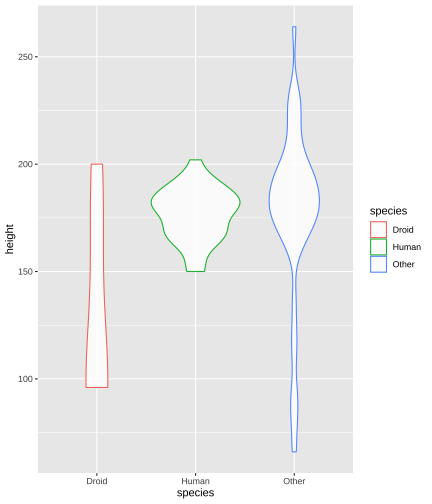 250
200
150
100
height
Droid
Human
Other
species
species
Droid
Human
Other